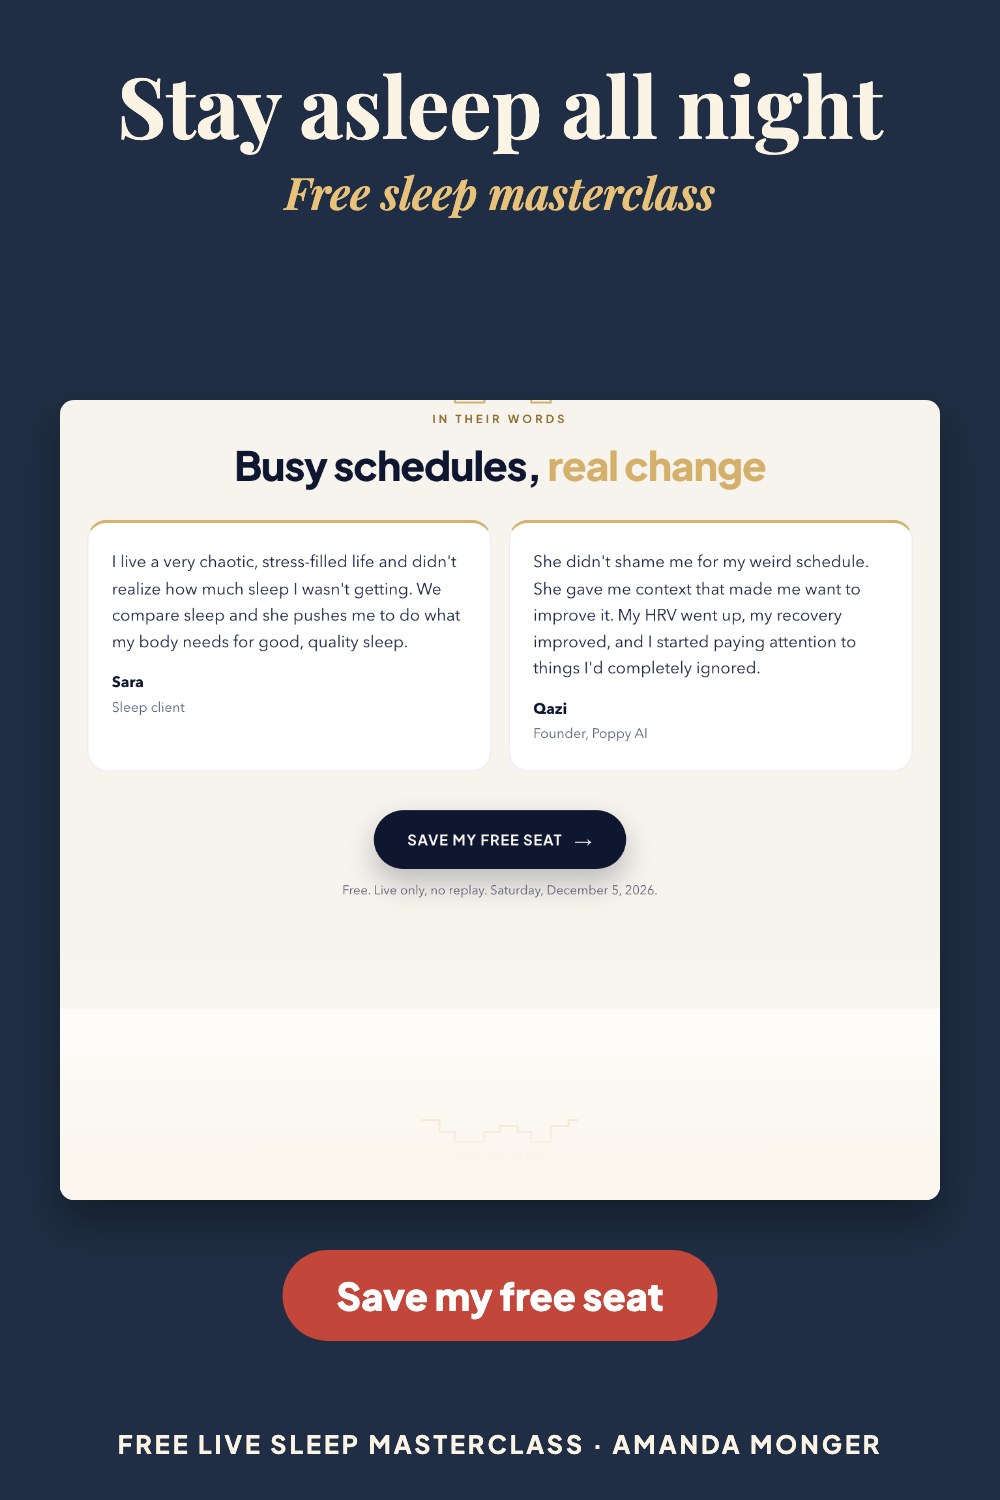 Stay asleep all night
Free sleep masterclass
IN THEIR WORDS
Busy schedules, real change
I live a very chaotic, stress-filled life and didn't
realize how much sleep I wasn't getting. We
compare sleep and she pushes me to do what
my body needs for good, quality sleep.
Sara
Sleep client
She didn't shame me for my weird schedule.
She gave me context that made me want to
improve it. My HRV went up, my recovery
improved, and I started paying attention to
things I'd completely ignored.
Qazi
Founder, Poppy AI
SAVE MY FREE SEAT →
Free. Live only, no replay. Saturday, December 5, 2026.
Save my free seat
FREE LIVE SLEEP MASTERCLASS · AMANDA MONGER